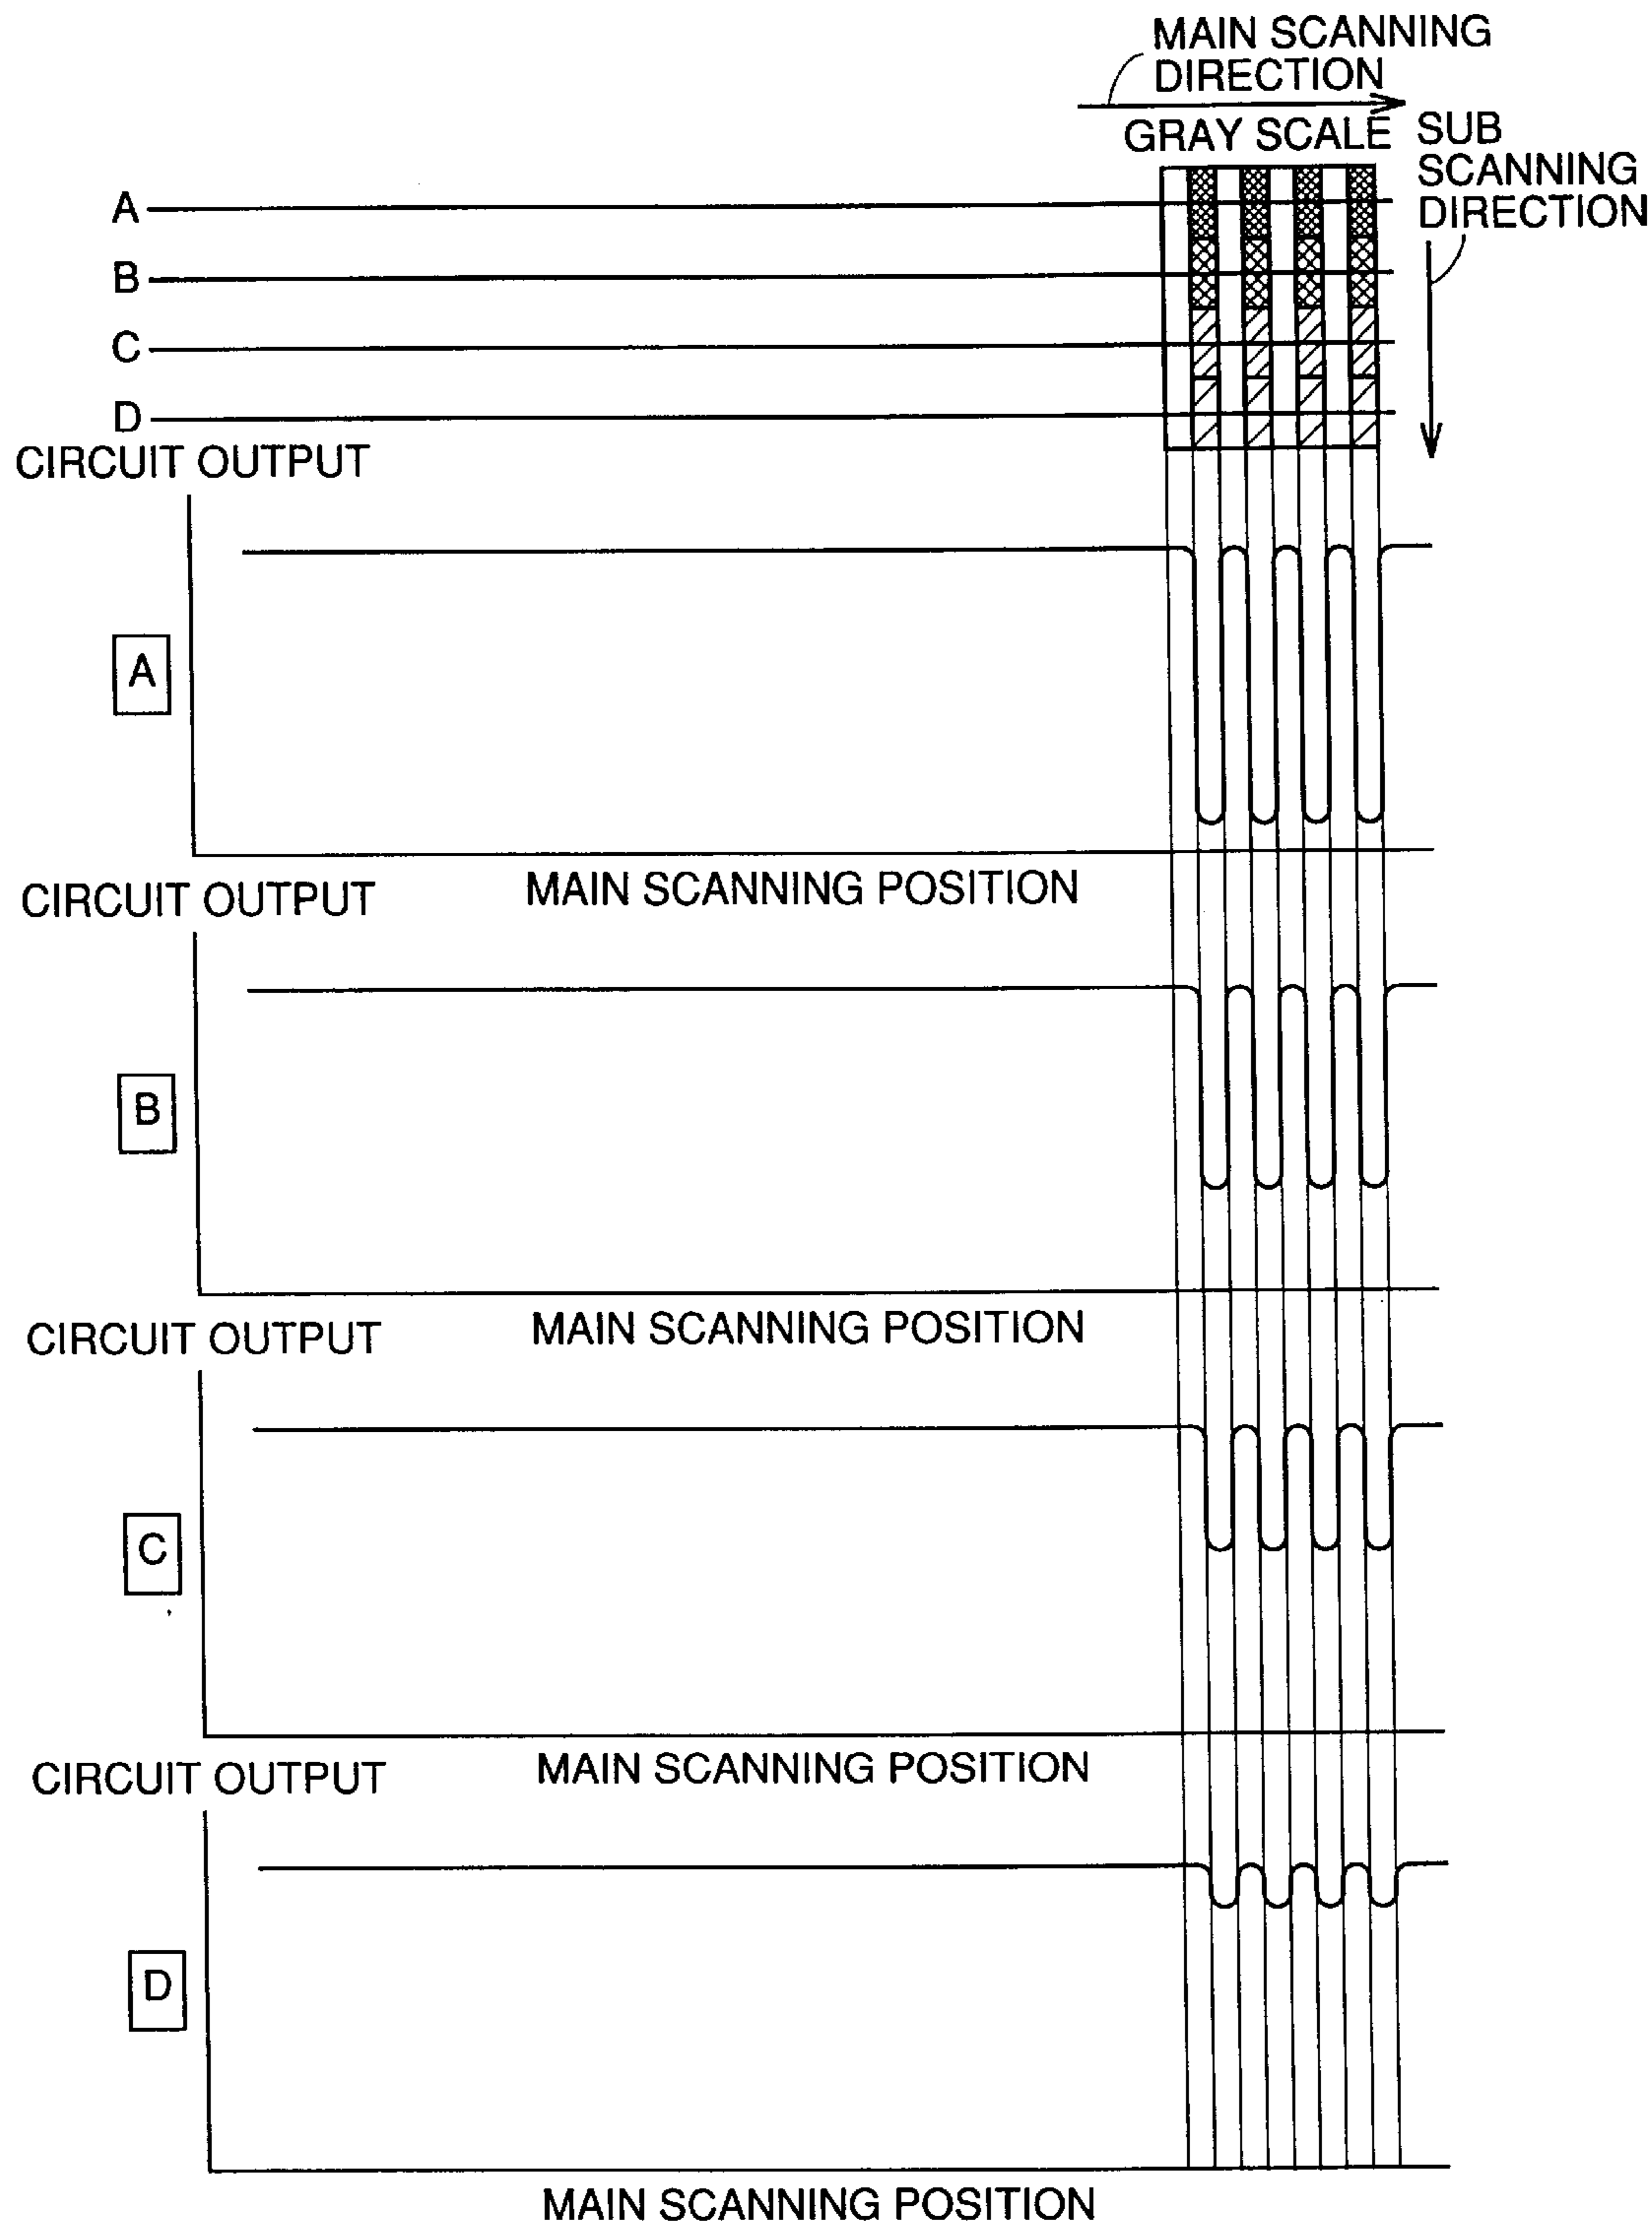 MAIN SCANNING
DIRECTION
GRAY SCALE
SUB
SCANNING
DIRECTION
A
B
C
D
CIRCUIT OUTPUT
A
MAIN SCANNING POSITION
CIRCUIT OUTPUT
B
MAIN SCANNING POSITION
CIRCUIT OUTPUT
C
MAIN SCANNING POSITION
CIRCUIT OUTPUT
D
MAIN SCANNING POSITION